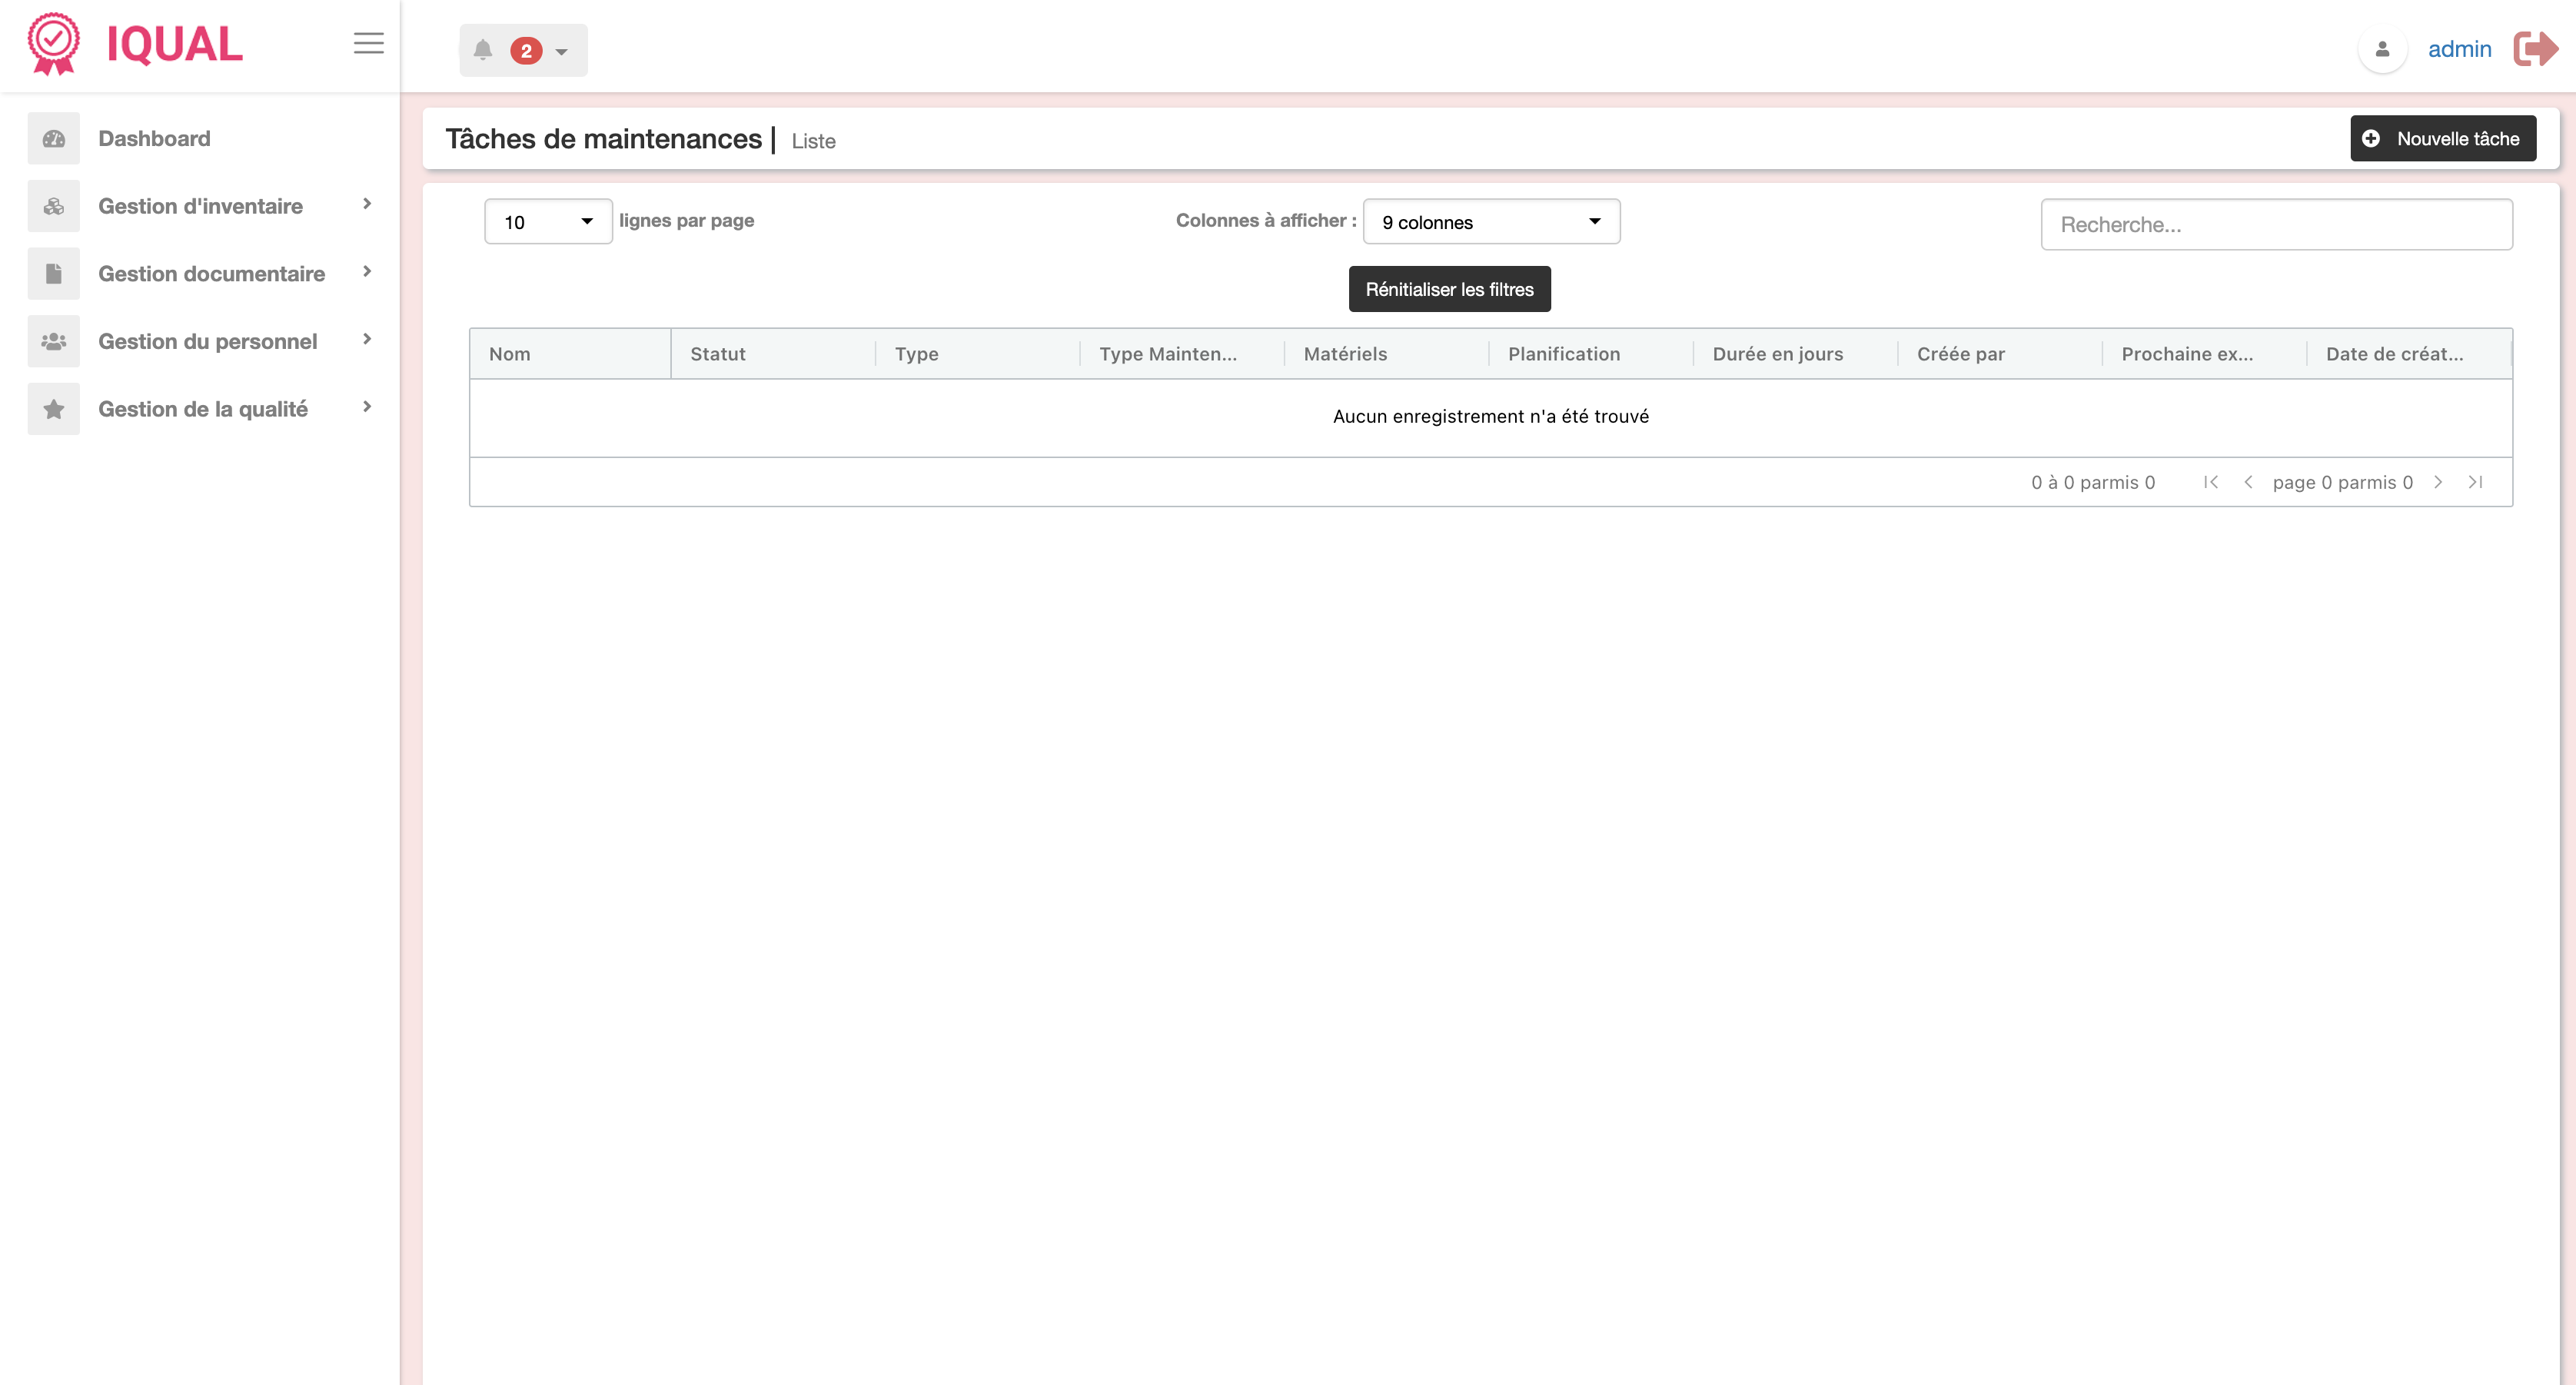 IQUAL
2
admin
Dashboard
Gestion d'inventaire
Gestion documentaire
Gestion du personnel
Gestion de la qualité
Tâches de maintenances | Liste
Nouvelle tâche
10 lignes par page
Colonnes à afficher : 9 colonnes
Recherche...
Rénitialiser les filtres
Nom Statut Type Type Mainten... Matériels Planification Durée en jours Créée par Prochaine ex... Date de créat...
Aucun enregistrement n'a été trouvé
0 à 0 parmis 0 page 0 parmis 0